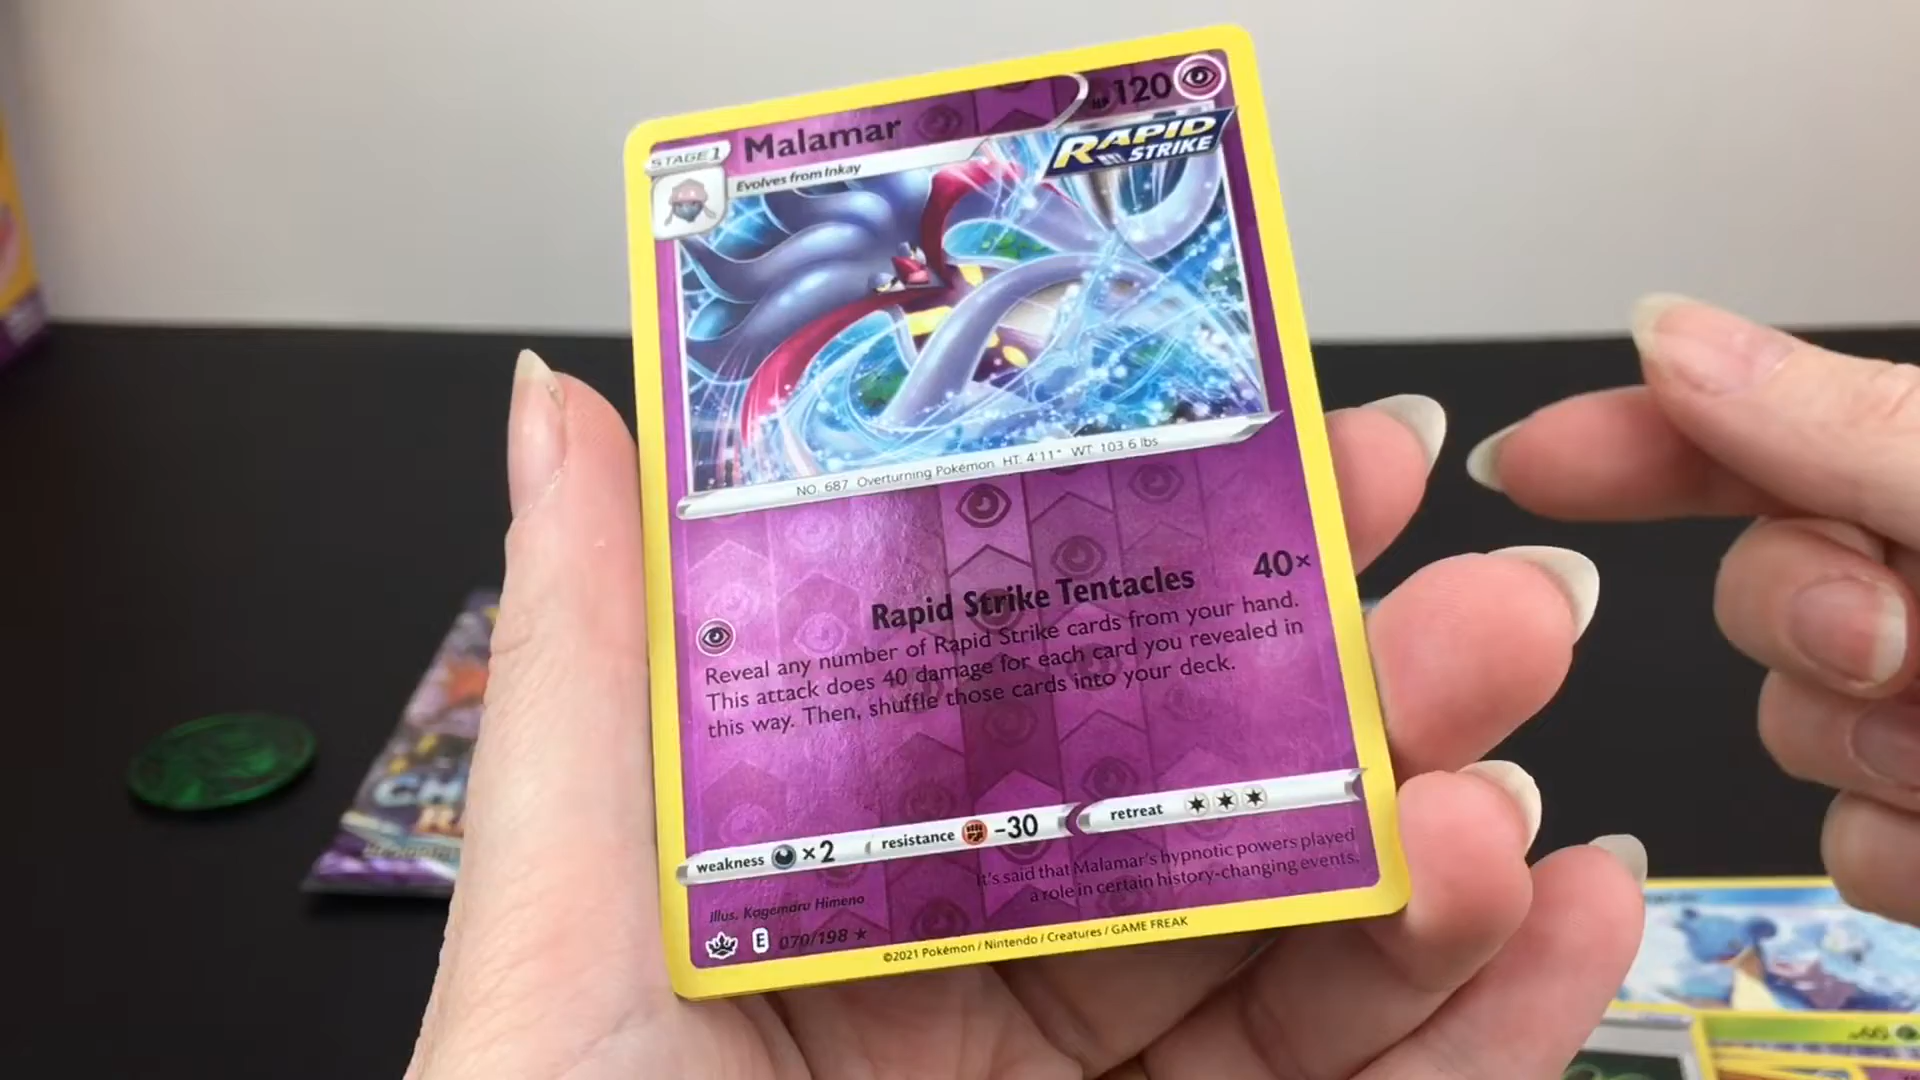 STAGE 1
Malamar
HP 120
Evolves from Inkay
RAPID
STRIKE
NO. 687 Overturning Pokémon HT. 4'11" WT. 103.6 lbs
Rapid Strike Tentacles 40×
Reveal any number of Rapid Strike cards from your hand.
This attack does 40 damage for each card you revealed in
this way. Then, shuffle those cards into your deck.
weakness ×2 resistance -30 retreat
It's said that Malamar's hypnotic powers played
a role in certain history-changing events.
Illus. Kagemaru Himeno
E 070/198 ★
©2021 Pokémon / Nintendo / Creatures / GAME FREAK